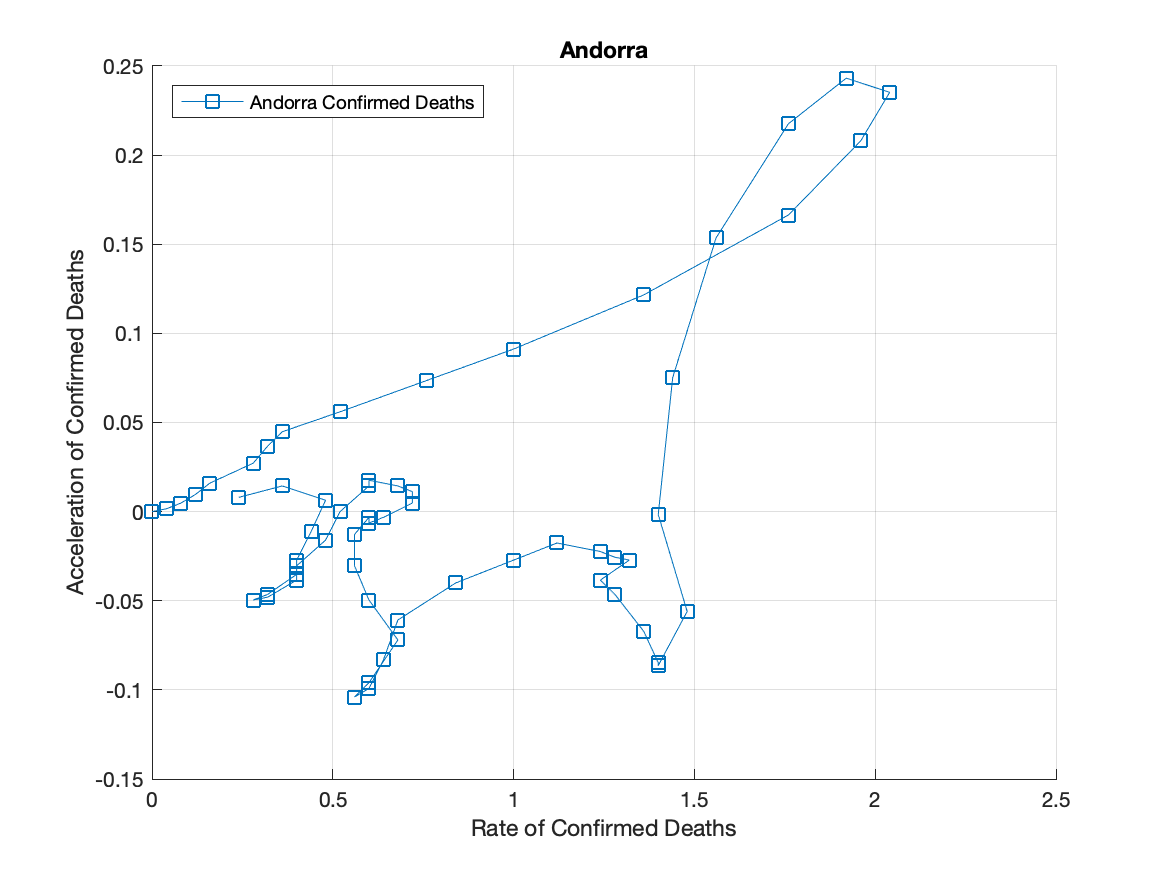 Andorra
Andorra Confirmed Deaths
0.25
0.2
0.15
0.1
0.05
0
-0.05
-0.1
-0.15
Acceleration of Confirmed Deaths
0 0.5 1 1.5 2 2.5
Rate of Confirmed Deaths